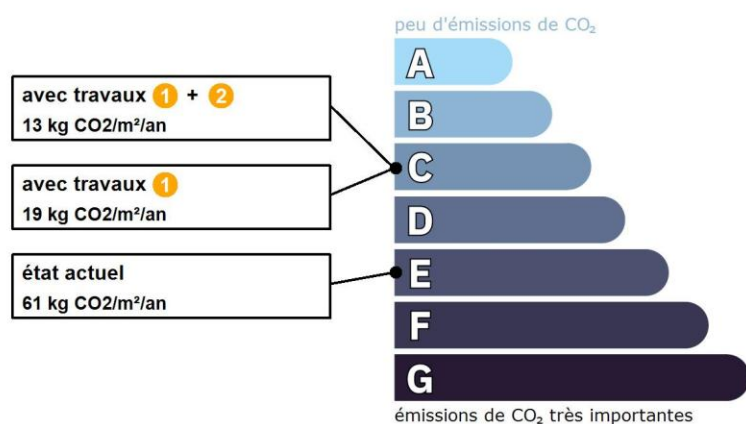 peu d'émissions de CO₂
A
avec travaux 1 + 2
13 kg CO2/m²/an
B
C
avec travaux 1
19 kg CO2/m²/an
D
état actuel
61 kg CO2/m²/an
E
F
G
émissions de CO₂ très importantes